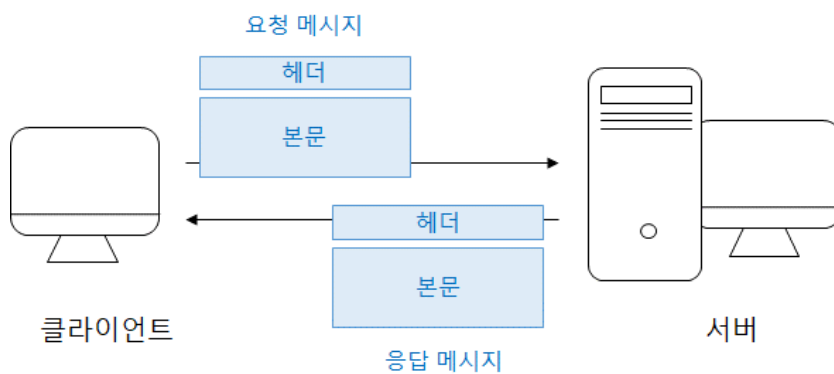 요청 메시지
헤더
본문
헤더
본문
클라이언트
서버
응답 메시지